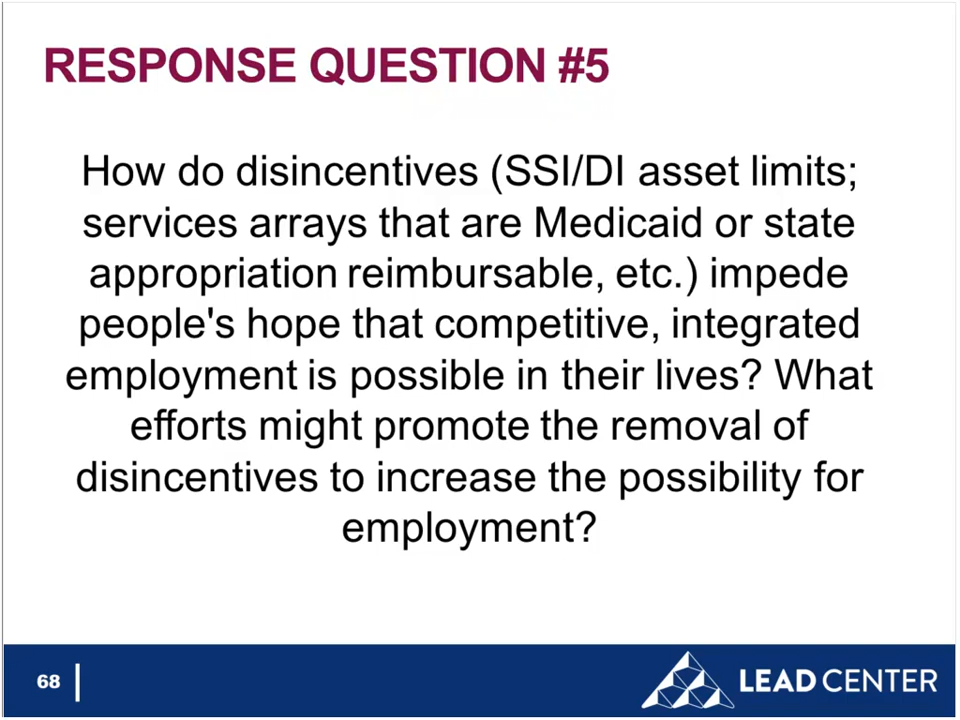 RESPONSE QUESTION #5
How do disincentives (SSI/DI asset limits;
services arrays that are Medicaid or state
appropriation reimbursable, etc.) impede
people's hope that competitive, integrated
employment is possible in their lives? What
efforts might promote the removal of
disincentives to increase the possibility for
employment?
68
LEAD CENTER